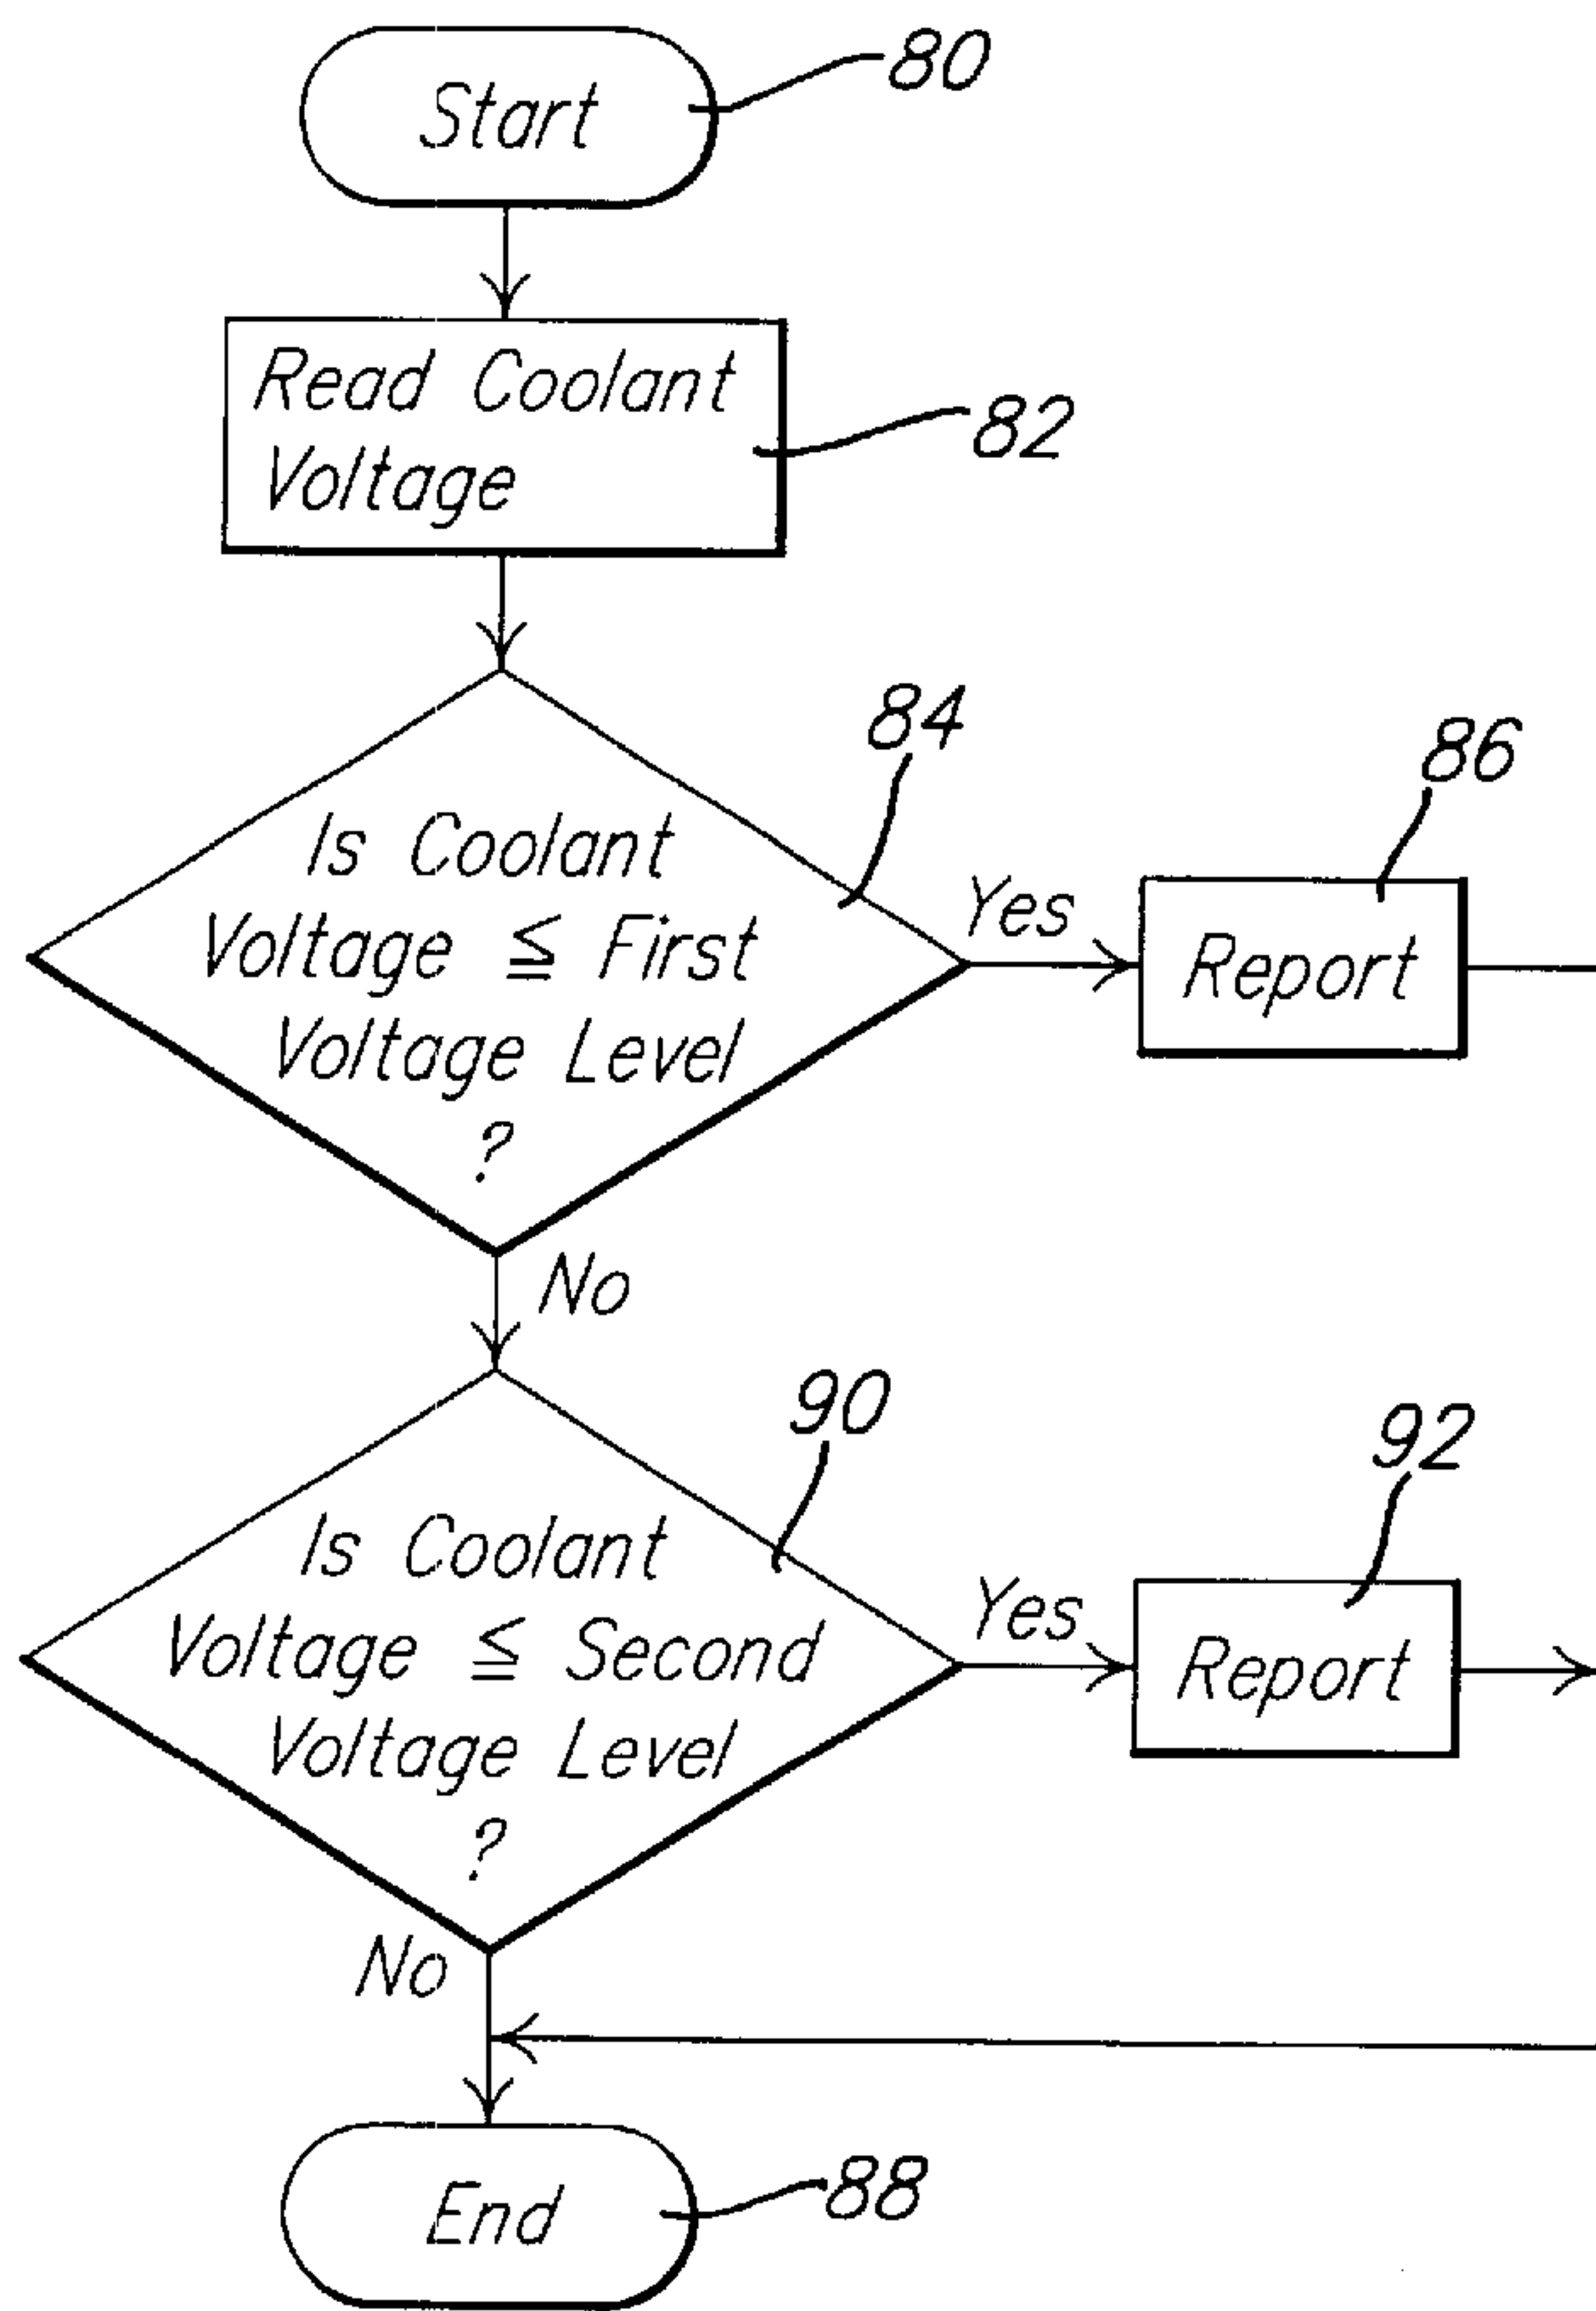 Start
80
Read Coolant
Voltage
82
84
86
Is Coolant
Voltage ≦ First
Voltage Level
?
Yes
Report
No
90
92
Is Coolant
Voltage ≦ Second
Voltage Level
?
Yes
Report
No
End
88